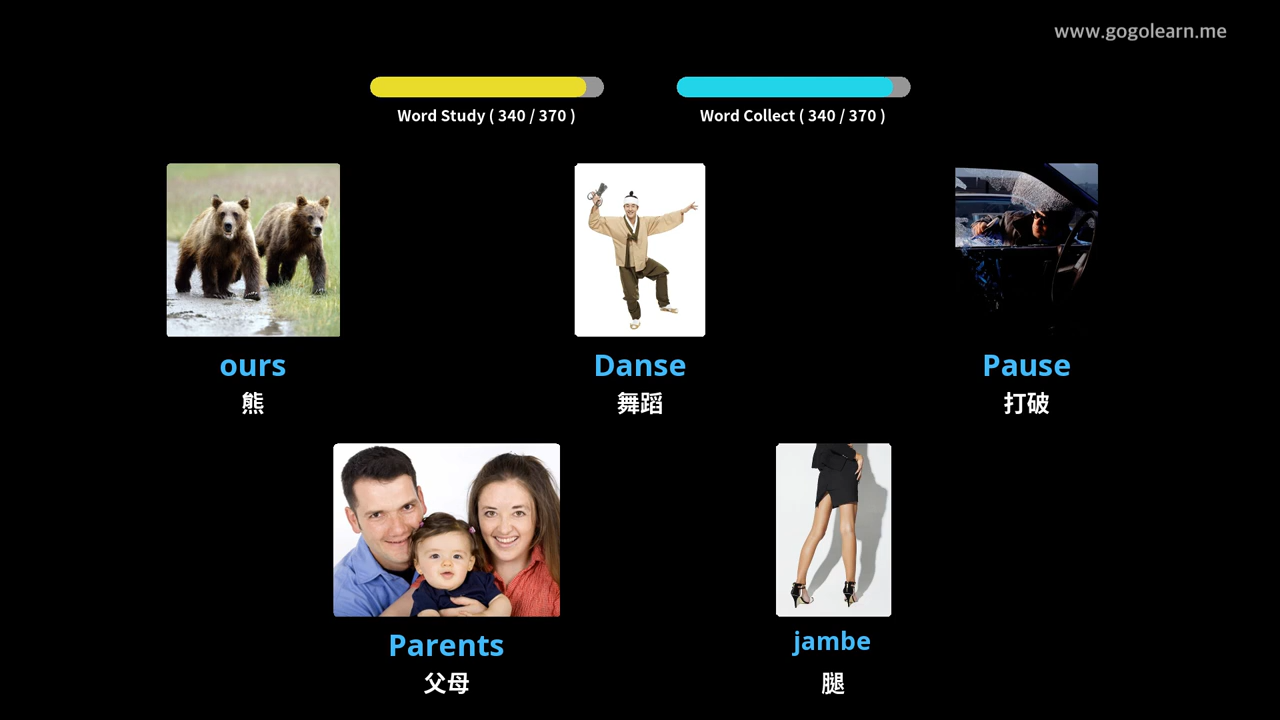 www.gogolearn.me
Word Study ( 340 / 370 )
Word Collect ( 340 / 370 )
ours
熊
Danse
舞蹈
Pause
打破
Parents
父母
jambe
腿